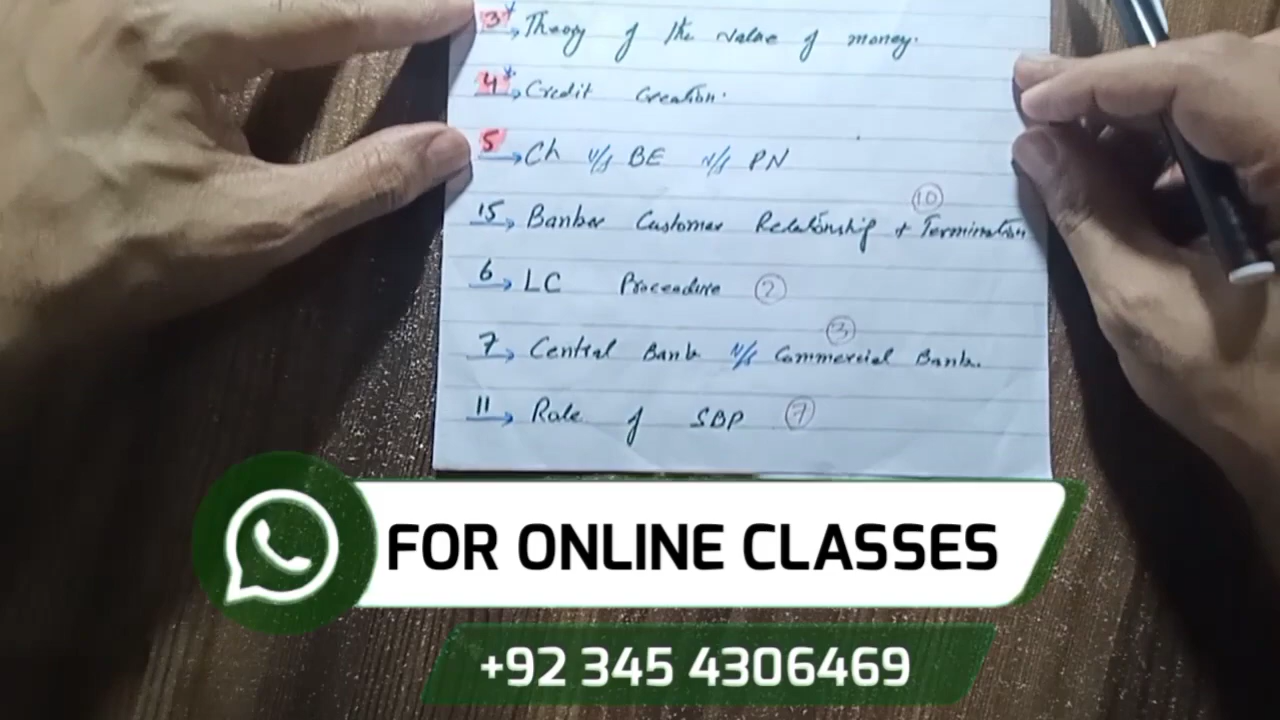 3 → Theory of the value of money.
4 → Credit Creation.
5 → Ch v/s BE v/s PN
15 → Banker Customer Relationship + Termination ⑩
6 → LC Proceedure ②
7 → Central Bank v/s Commercial Bank. ③
11 → Role of SBP ⑦
FOR ONLINE CLASSES
+92 345 4306469